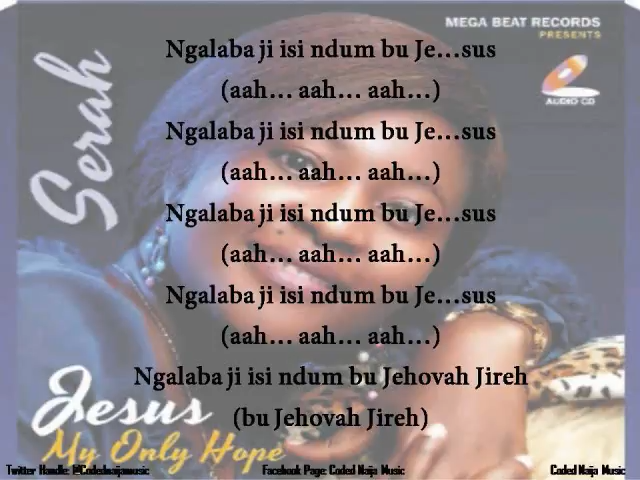 MEGA BEAT RECORDS
PRESENTS
AUDIO CD
Serah
Ngalaba ji isi ndum bu Je...sus
(aah... aah... aah...)
Ngalaba ji isi ndum bu Je...sus
(aah... aah... aah...)
Ngalaba ji isi ndum bu Je...sus
(aah... aah... aah...)
Ngalaba ji isi ndum bu Je...sus
(aah... aah... aah...)
Ngalaba ji isi ndum bu Jehovah Jireh
(bu Jehovah Jireh)
Jesus
My Only Hope
Twitter Handle: @Codednaijamusic
Facebook Page: Coded Naija Music
Coded Naija Music